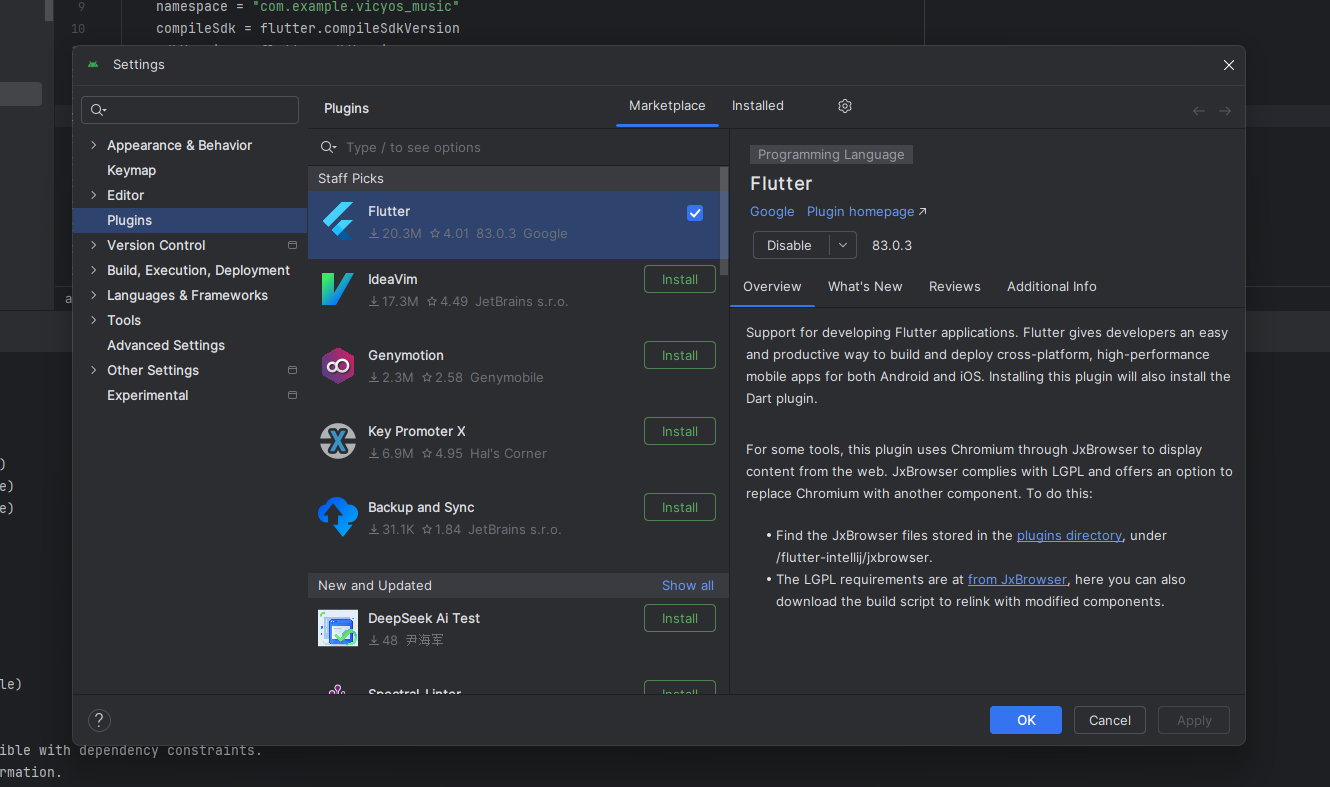 9 namespace = "com.example.vicyos_music"
10 compileSdk = flutter.compileSdkVersion
Settings
Plugins
Marketplace
Installed
Appearance & Behavior
Keymap
Editor
Plugins
Version Control
Build, Execution, Deployment
Languages & Frameworks
Tools
Advanced Settings
Other Settings
Experimental
Type / to see options
Staff Picks
Flutter
20.3M 4.01 83.0.3 Google
IdeaVim
17.3M 4.49 JetBrains s.r.o.
Install
Genymotion
2.3M 2.58 Genymobile
Install
Key Promoter X
6.9M 4.95 Hal's Corner
Install
Backup and Sync
31.1K 1.84 JetBrains s.r.o.
Install
New and Updated
Show all
DeepSeek Ai Test
48 尹海军
Install
Spectral Linter
Install
Programming Language
Flutter
Google Plugin homepage
Disable
83.0.3
Overview
What's New
Reviews
Additional Info
Support for developing Flutter applications. Flutter gives developers an easy
and productive way to build and deploy cross-platform, high-performance
mobile apps for both Android and iOS. Installing this plugin will also install the
Dart plugin.
For some tools, this plugin uses Chromium through JxBrowser to display
content from the web. JxBrowser complies with LGPL and offers an option to
replace Chromium with another component. To do this:
• Find the JxBrowser files stored in the plugins directory, under
/flutter-intellij/jxbrowser.
• The LGPL requirements are at from JxBrowser, here you can also
download the build script to relink with modified components.
?
OK
Cancel
Apply
a
)
e)
e)
le)
ible with dependency constraints.
rmation.